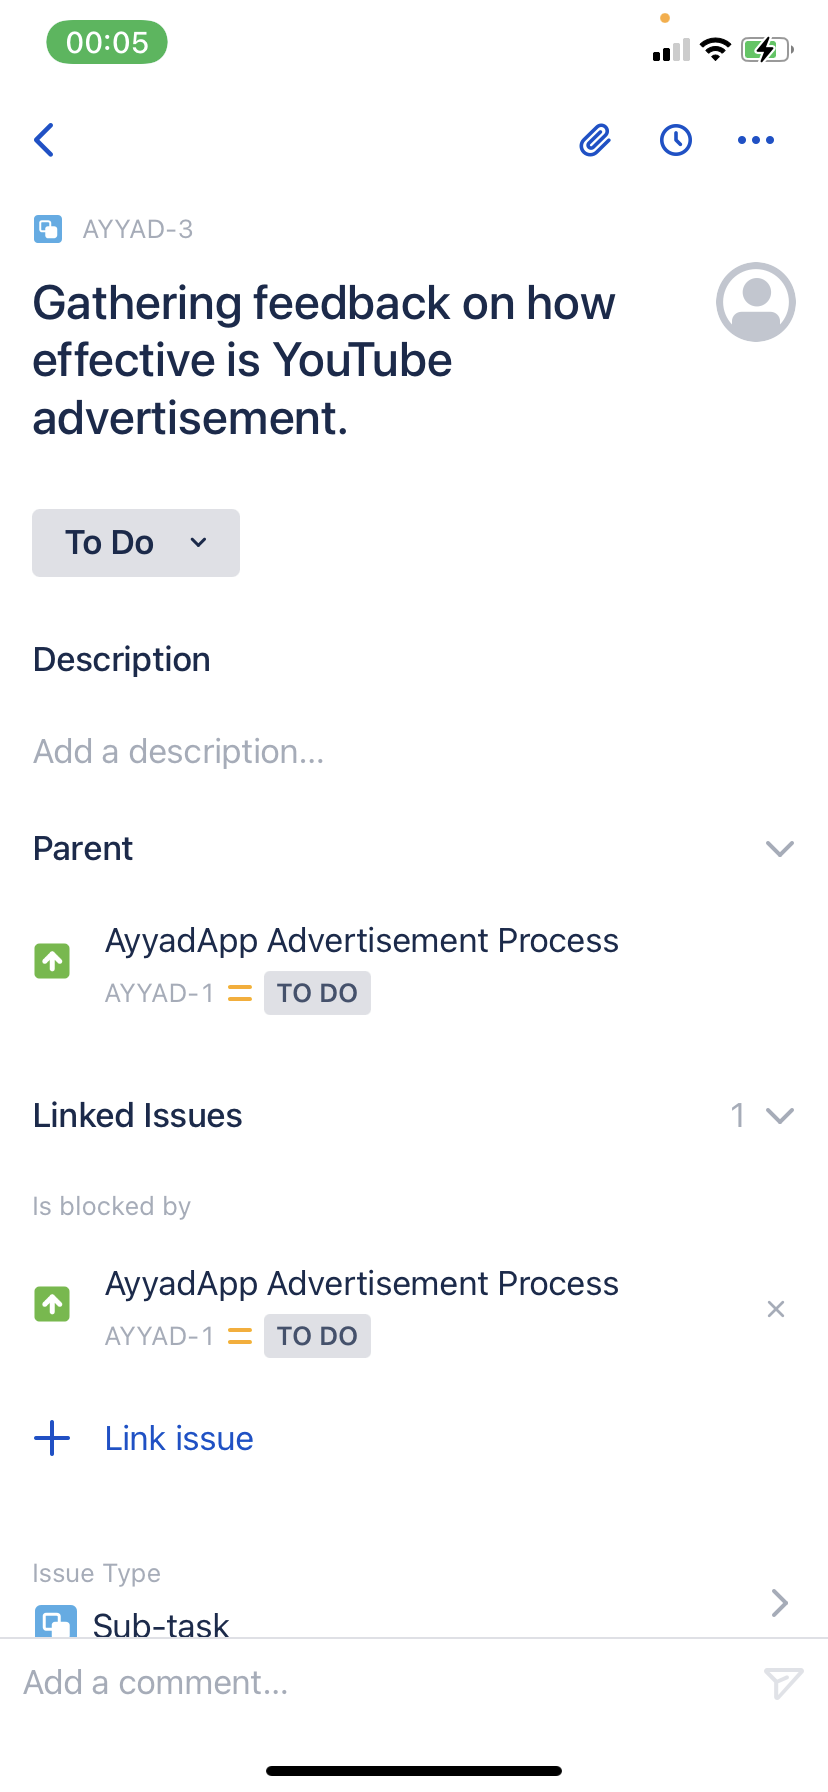 00:05
AYYAD-3
Gathering feedback on how
effective is YouTube
advertisement.
To Do
Description
Add a description...
Parent
AyyadApp Advertisement Process
AYYAD-1 TO DO
Linked Issues 1
Is blocked by
AyyadApp Advertisement Process
AYYAD-1 TO DO
Link issue
Issue Type
Sub-task
Add a comment...